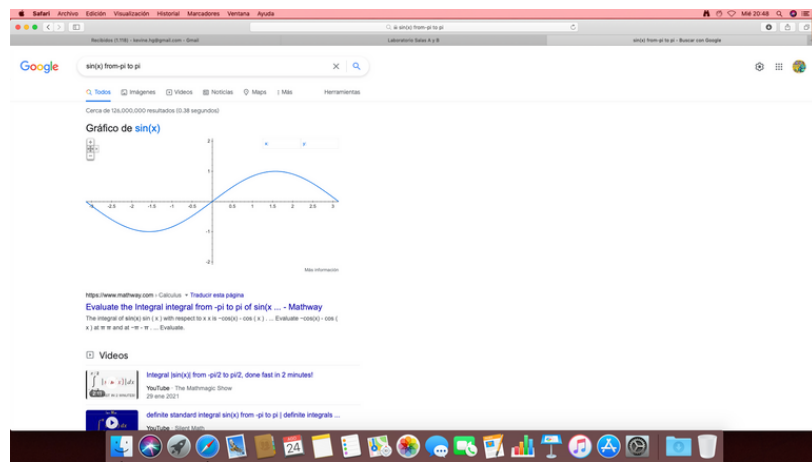 Safari Archivo Edición Visualización Historial Marcadores Ventana Ayuda
Mié 20:48
sin(x) from-pi to pi
Laboratorio Salas A y B
sin(x) from-pi to pi - Buscar con Google
Google
sin(x) from-pi to pi
Todos Imágenes Videos Noticias Maps Más Herramientas
Cerca de 126,000,000 resultados (0.38 segundos)
Gráfico de sin(x)
x y
2
1
-3 -2.5 -2 -1.5 -1 -0.5 0.5 1 1.5 2 2.5 3
-1
-2
Más información
https://www.mathway.com › Calculus Traducir esta página
Evaluate the Integral integral from -pi to pi of sin(x ... - Mathway
The integral of sin(x) sin ( x ) with respect to x x is −cos(x) - cos ( x ) . ... Evaluate −cos(x) - cos (
x ) at π π and at −π - π . ... Evaluate.
Videos
Integral |sin(x)| from -pi/2 to pi/2, done fast in 2 minutes!
YouTube · The Mathmagic Show
29 ene 2021
definite standard integral sin(x) from -pi to pi | definite integrals ...
YouTube · Silent Math
24